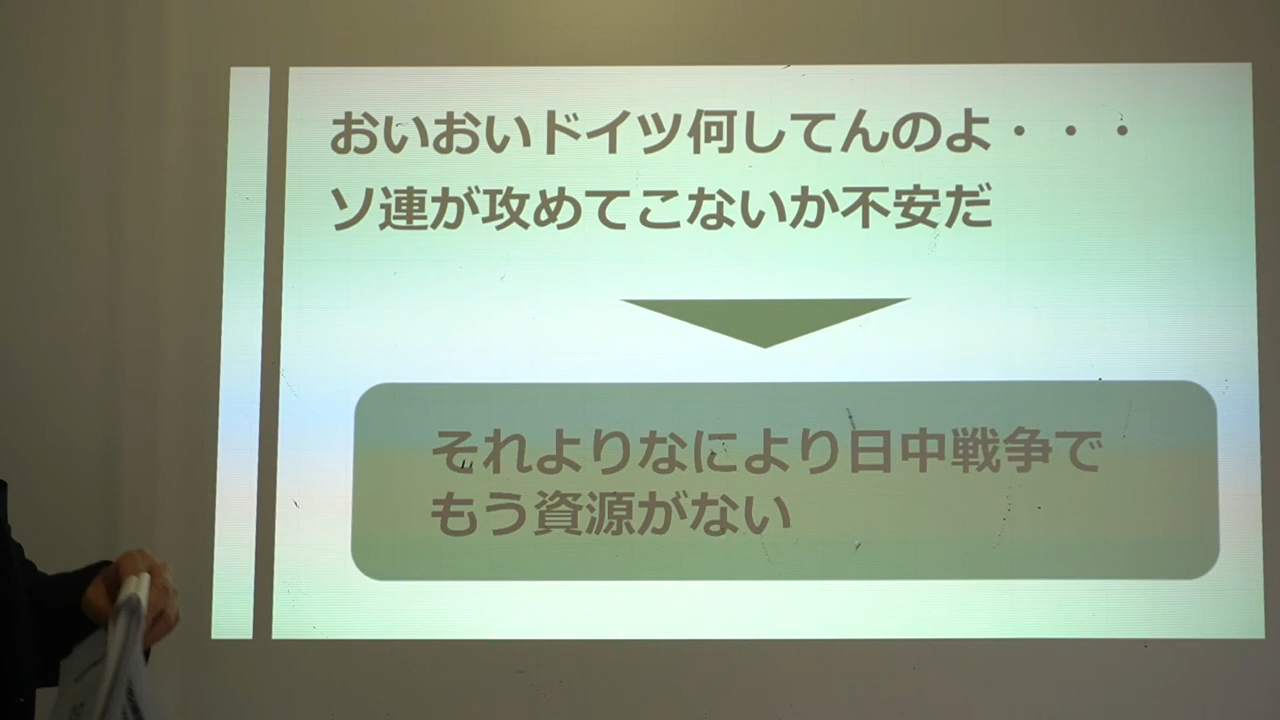 おいおいドイツ何してんのよ・・・
ソ連が攻めてこないか不安だ
それよりなにより日中戦争で
もう資源がない